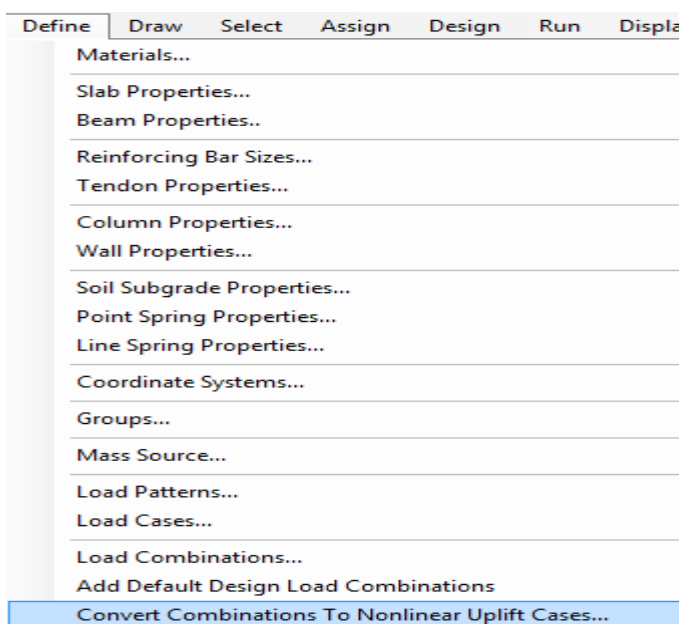 Define Draw Select Assign Design Run Displa
Materials...
Slab Properties...
Beam Properties..
Reinforcing Bar Sizes...
Tendon Properties...
Column Properties...
Wall Properties...
Soil Subgrade Properties...
Point Spring Properties...
Line Spring Properties...
Coordinate Systems...
Groups...
Mass Source...
Load Patterns...
Load Cases...
Load Combinations...
Add Default Design Load Combinations
Convert Combinations To Nonlinear Uplift Cases...